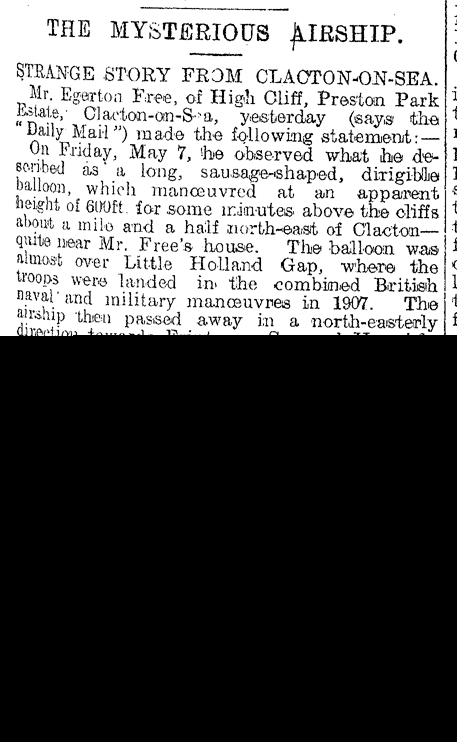 THE MYSTERIOUS AIRSHIP.
STRANGE STORY FROM CLACTON-ON-SEA.
Mr. Egerton Free, of High Cliff, Preston Park
Estate, Clacton-on-Sea, yesterday (says the
"Daily Mail") made the following statement:—
On Friday, May 7, he observed what he de-
scribed as a long, sausage-shaped, dirigible
balloon, which manœuvred at an apparent
height of 600ft. for some minutes above the cliffs
about a mile and a half north-east of Clacton—
quite near Mr. Free's house. The balloon was
almost over Little Holland Gap, where the
troops were landed in the combined British
naval and military manœuvres in 1907. The
airship then passed away in a north-easterly
direction towards